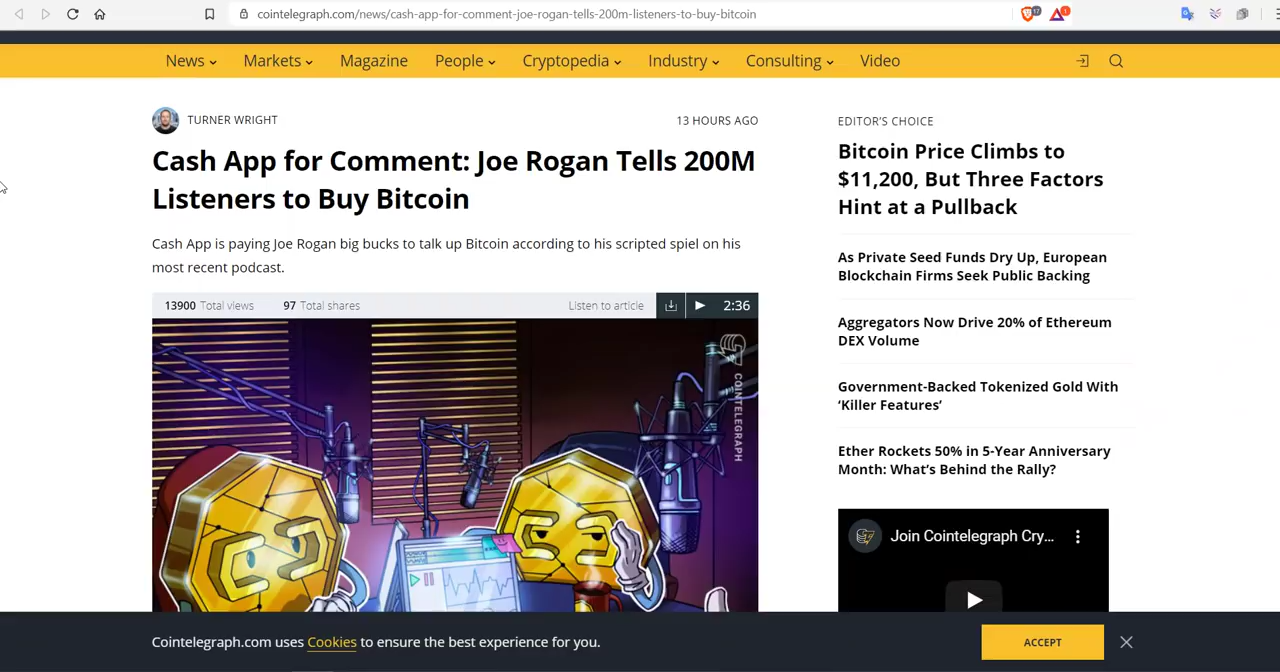 cointelegraph.com/news/cash-app-for-comment-joe-rogan-tells-200m-listeners-to-buy-bitcoin
News Markets Magazine People Cryptopedia Industry Consulting Video
TURNER WRIGHT
13 HOURS AGO
Cash App for Comment: Joe Rogan Tells 200M
Listeners to Buy Bitcoin
Cash App is paying Joe Rogan big bucks to talk up Bitcoin according to his scripted spiel on his
most recent podcast.
13900 Total views 97 Total shares Listen to article 2:36
COINTELEGRAPH
EDITOR'S CHOICE
Bitcoin Price Climbs to
$11,200, But Three Factors
Hint at a Pullback
As Private Seed Funds Dry Up, European
Blockchain Firms Seek Public Backing
Aggregators Now Drive 20% of Ethereum
DEX Volume
Government-Backed Tokenized Gold With
‘Killer Features’
Ether Rockets 50% in 5-Year Anniversary
Month: What’s Behind the Rally?
Join Cointelegraph Cry...
Cointelegraph.com uses Cookies to ensure the best experience for you.
ACCEPT